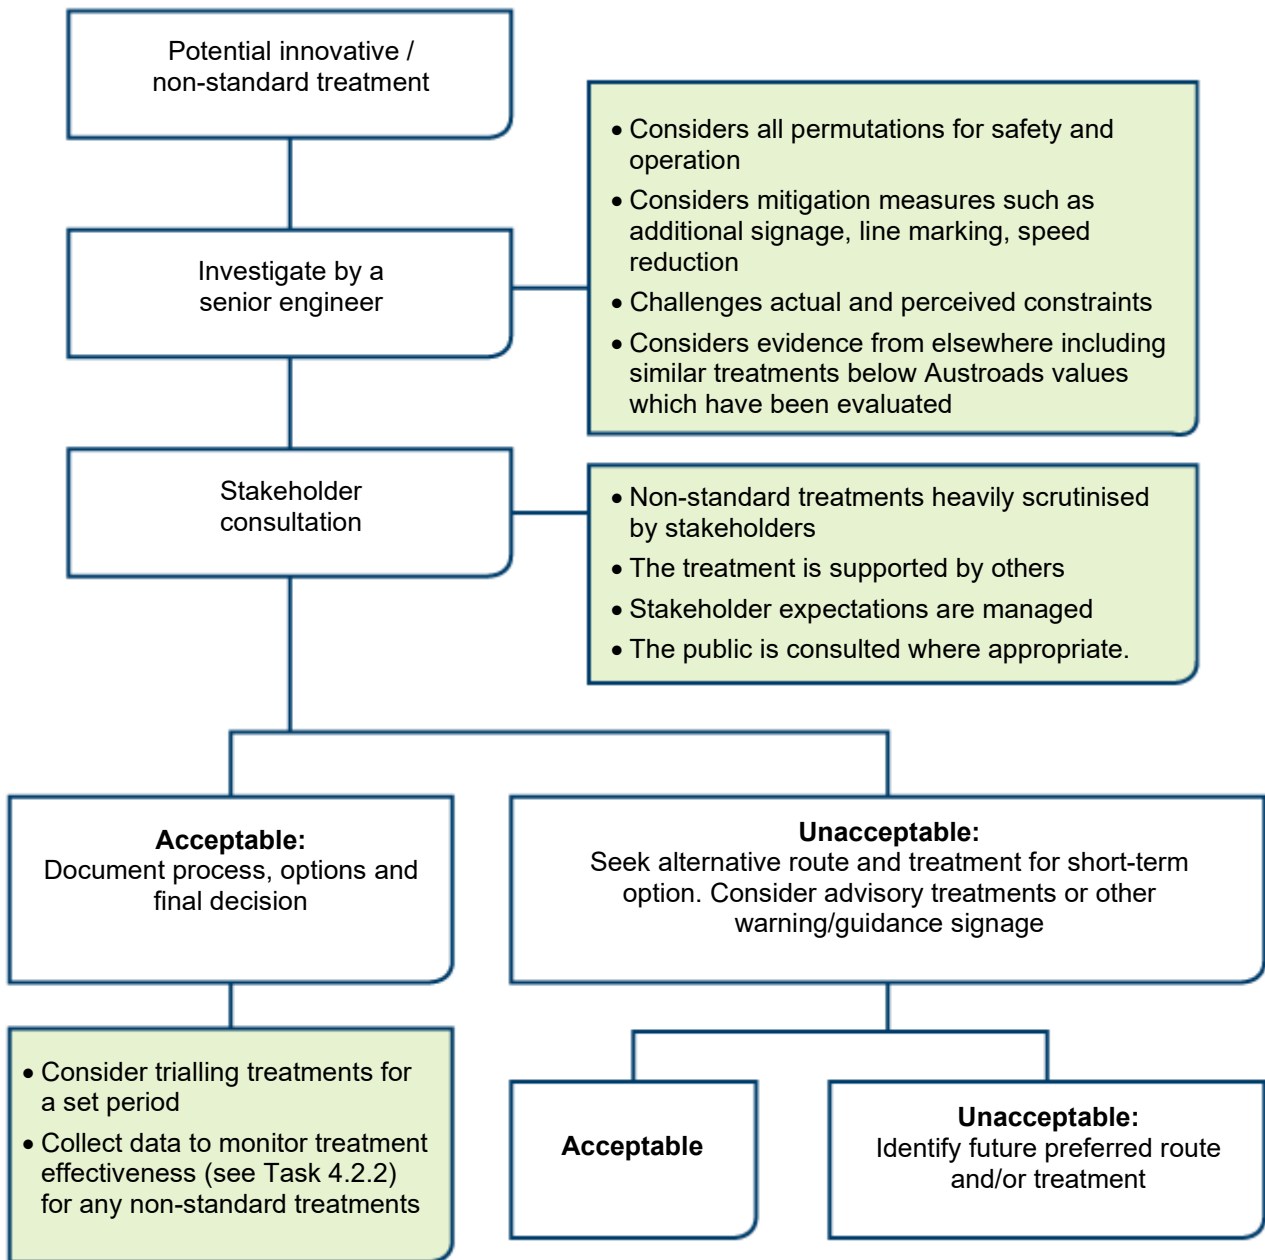 Potential innovative /
non-standard treatment
• Considers all permutations for safety and
operation
• Considers mitigation measures such as
additional signage, line marking, speed
reduction
• Challenges actual and perceived constraints
• Considers evidence from elsewhere including
similar treatments below Austroads values
which have been evaluated
Investigate by a
senior engineer
Stakeholder
consultation
• Non-standard treatments heavily scrutinised
by stakeholders
• The treatment is supported by others
• Stakeholder expectations are managed
• The public is consulted where appropriate.
Acceptable:
Document process, options and
final decision
Unacceptable:
Seek alternative route and treatment for short-term
option. Consider advisory treatments or other
warning/guidance signage
• Consider trialling treatments for
a set period
• Collect data to monitor treatment
effectiveness (see Task 4.2.2)
for any non-standard treatments
Acceptable
Unacceptable:
Identify future preferred route
and/or treatment